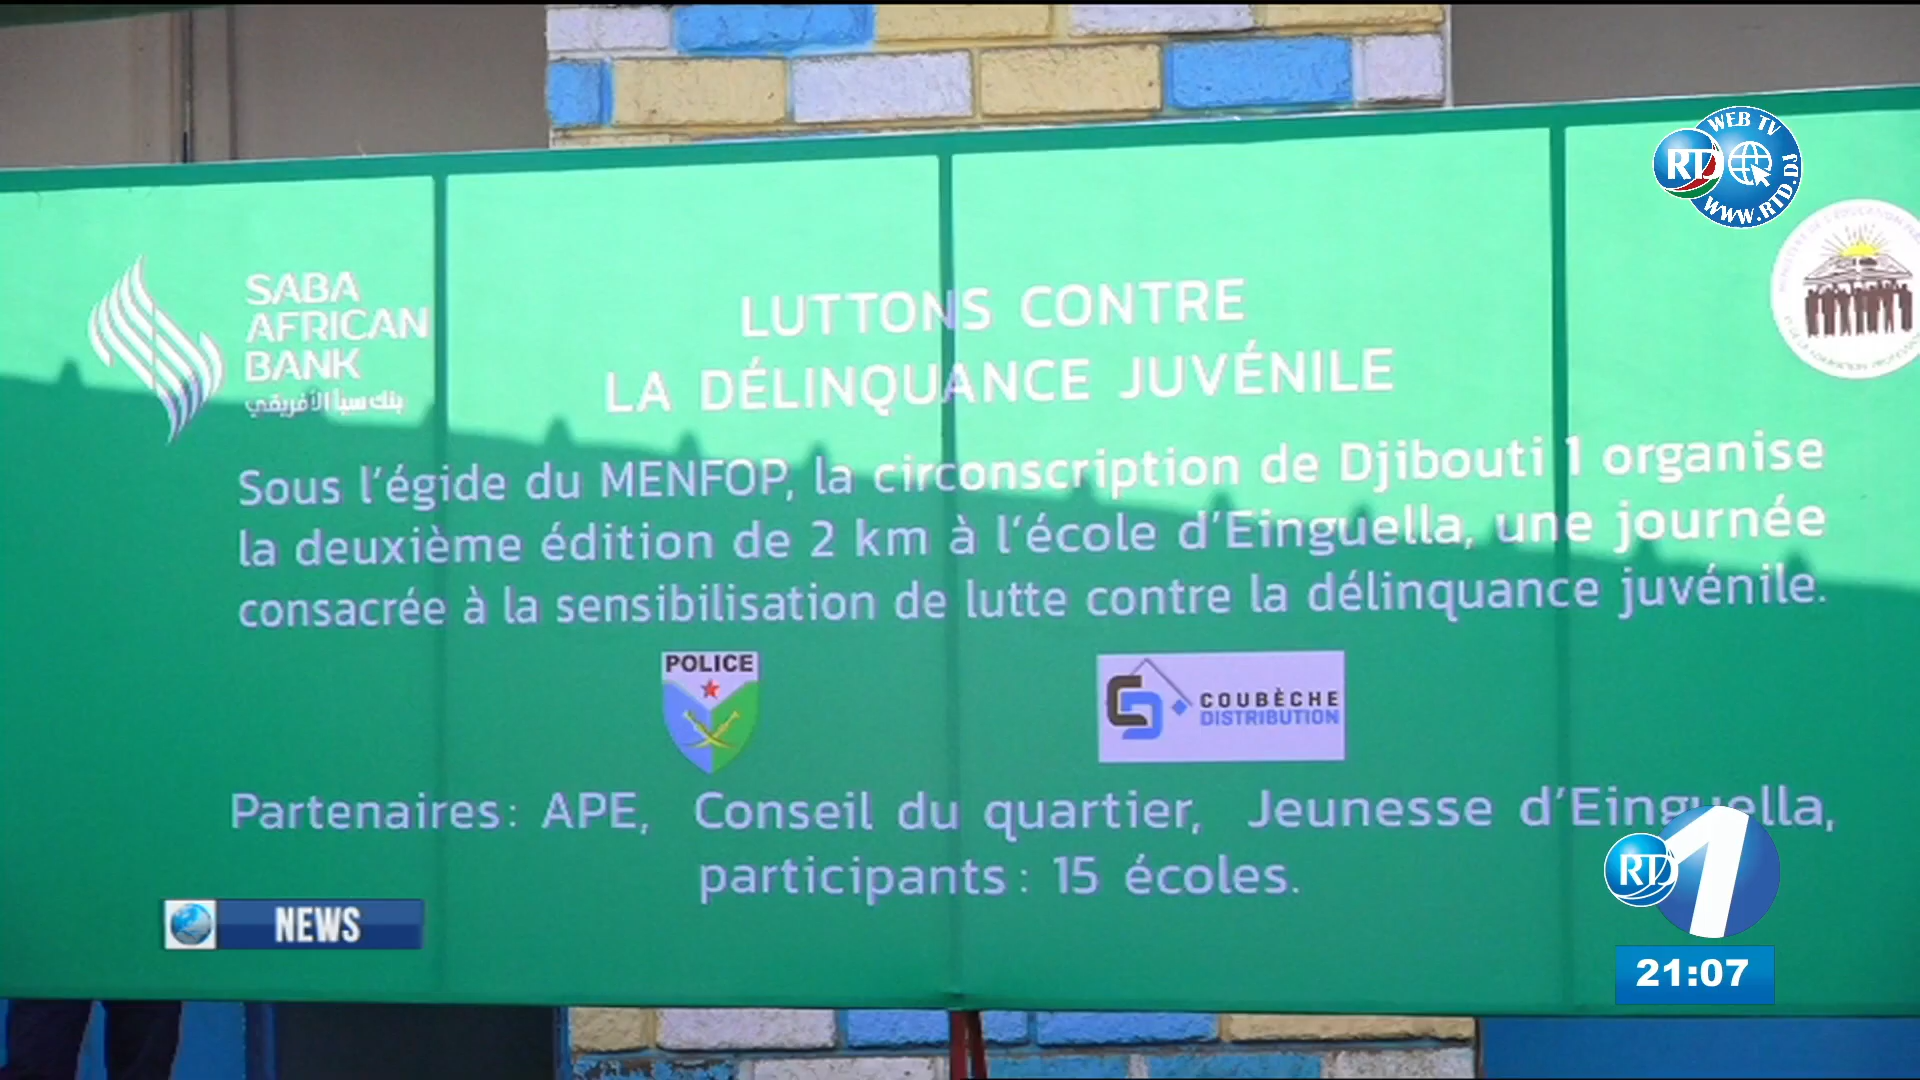 WEB TV
RTD
WWW.RTD.DJ
SABA
AFRICAN
BANK
بنك سبأ الأفريقي
LUTTONS CONTRE
LA DÉLINQUANCE JUVÉNILE
Sous l'égide du MENFOP, la circonscription de Djibouti 1 organise
la deuxième édition de 2 km à l'école d'Einguella, une journée
consacrée à la sensibilisation de lutte contre la délinquance juvénile.
POLICE
COUBÈCHE
DISTRIBUTION
Partenaires: APE, Conseil du quartier, Jeunesse d'Einguella,
participants: 15 écoles.
NEWS
RTD 1
21:07